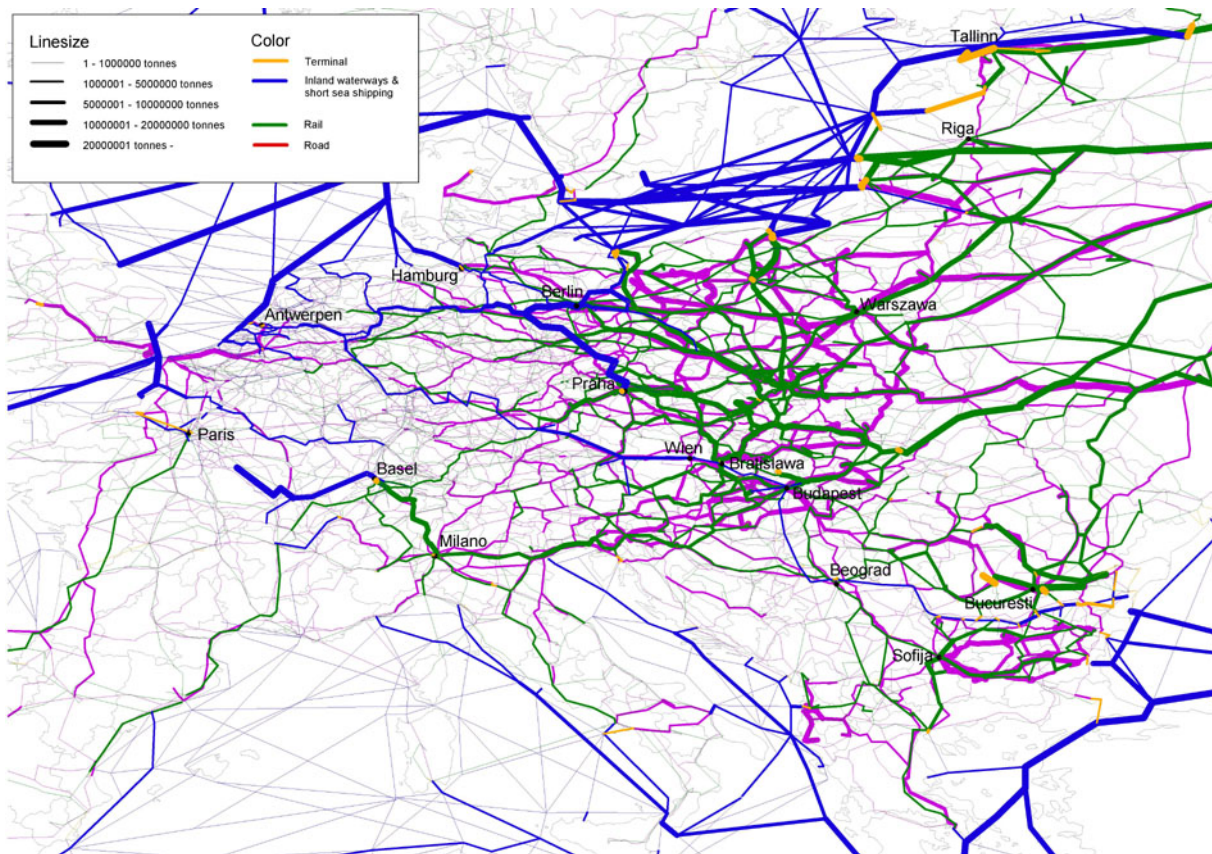 Linesize
Color
1 - 1000000 tonnes
1000001 - 5000000 tonnes
5000001 - 10000000 tonnes
10000001 - 20000000 tonnes
20000001 tonnes -
Terminal
Inland waterways &
short sea shipping
Rail
Road
Tallinn
Riga
Hamburg
Berlin
Antwerpen
Warszawa
Praha
Paris
Wien
Bratislawa
Basel
Budapest
Milano
Beograd
Bucuresti
Sofija